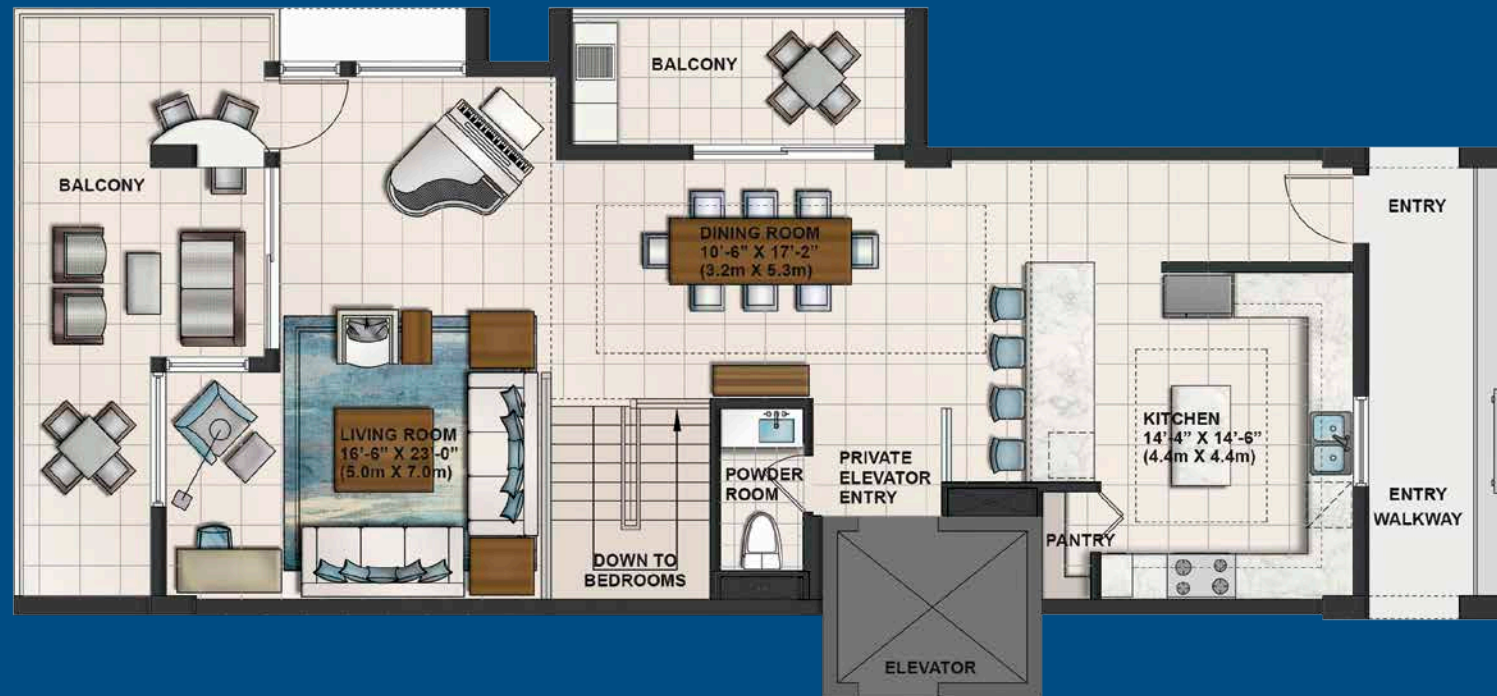 BALCONY
BALCONY
ENTRY
DINING ROOM
10'-6” X 17'-2”
(3.2m X 5.3m)
LIVING ROOM
16'-6” X 23'-0”
(5.0m X 7.0m)
KITCHEN
14'-4” X 14'-6”
(4.4m X 4.4m)
POWDER
ROOM
PRIVATE
ELEVATOR
ENTRY
ENTRY
WALKWAY
PANTRY
DOWN TO
BEDROOMS
ELEVATOR